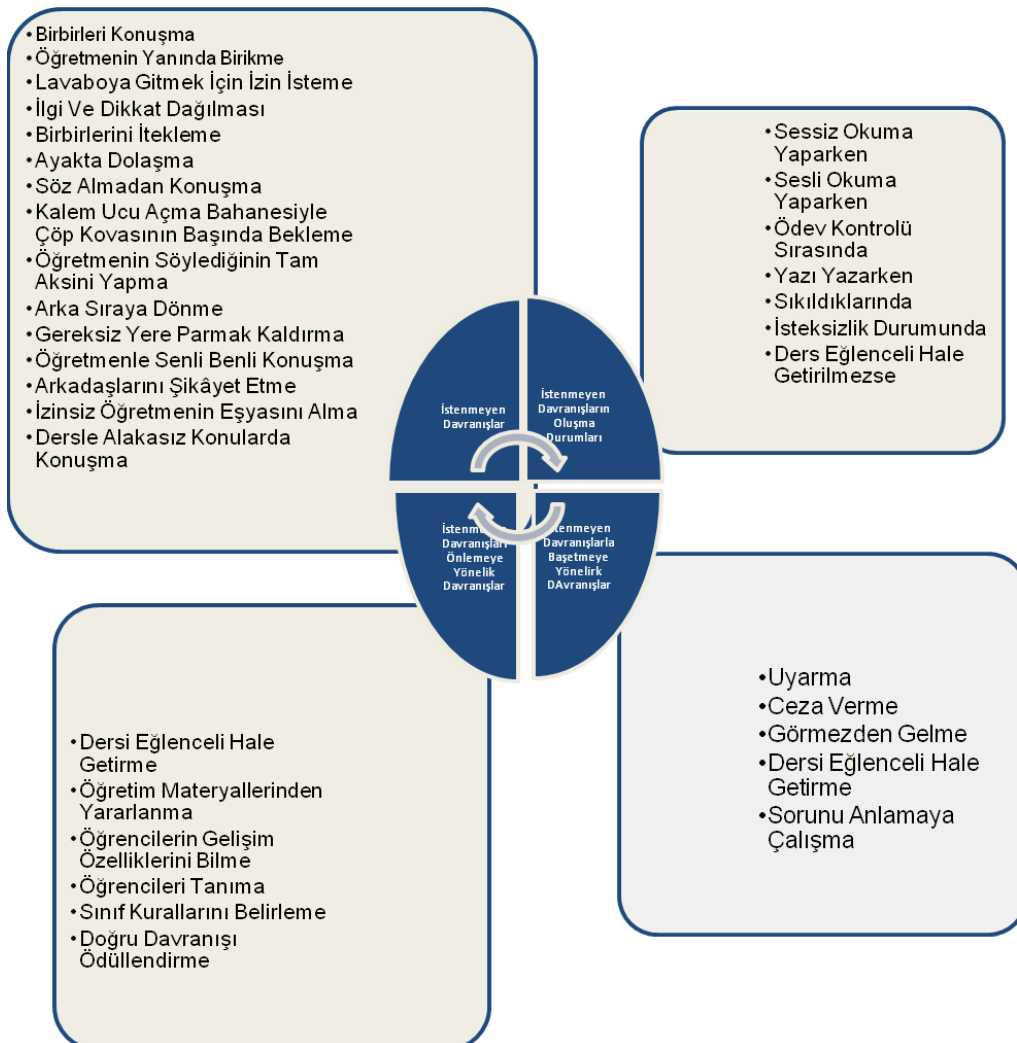 •Birbirleri Konuşma
•Öğretmenin Yanında Birikme
•Lavaboya Gitmek İçin İzin İsteme
•İlgi Ve Dikkat Dağılması
•Birbirlerini İtekleme
•Ayakta Dolaşma
•Söz Almadan Konuşma
•Kalem Ucu Açma Bahanesiyle
Çöp Kovasının Başında Bekleme
•Öğretmenin Söylediğinin Tam
Aksini Yapma
•Arka Sıraya Dönme
•Gereksiz Yere Parmak Kaldırma
•Öğretmenle Senli Benli Konuşma
•Arkadaşlarını Şikâyet Etme
•İzinsiz Öğretmenin Eşyasını Alma
•Dersle Alakasız Konularda
Konuşma
•Sessiz Okuma
Yaparken
•Sesli Okuma
Yaparken
•Ödev Kontrolü
Sırasında
•Yazı Yazarken
•Sıkıldıklarında
•İsteksizlik Durumunda
•Ders Eğlenceli Hale
Getirilmezse
İstenmeyen
Davranışlar
İstenmeyen
Davranışların
Oluşma
Durumları
İstenmeyen
Davranışları
Önlemeye
Yönelik
Davranışlar
İstenmeyen
Davranışlarla
Başetmeye
Yönelirk
DAvranışlar
•Dersi Eğlenceli Hale
Getirme
•Öğretim Materyallerinden
Yararlanma
•Öğrencilerin Gelişim
Özelliklerini Bilme
•Öğrencileri Tanıma
•Sınıf Kurallarını Belirleme
•Doğru Davranışı
Ödüllendirme
•Uyarma
•Ceza Verme
•Görmezden Gelme
•Dersi Eğlenceli Hale
Getirme
•Sorunu Anlamaya
Çalışma